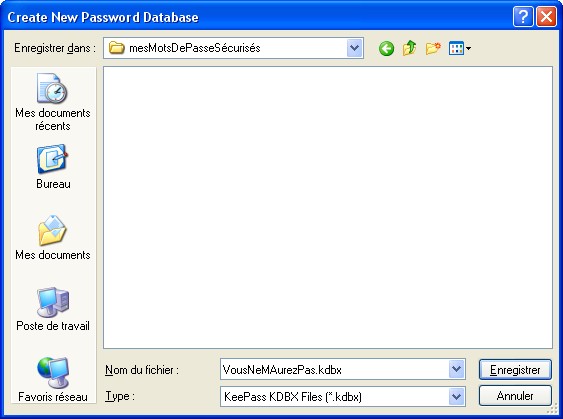 Create New Password Database
Enregistrer dans :
mesMotsDePasseSécurisés
Mes documents
récents
Bureau
Mes documents
Poste de travail
Favoris réseau
Nom du fichier :
VousNeMAurezPas.kdbx
Enregistrer
Type :
KeePass KDBX Files (*.kdbx)
Annuler